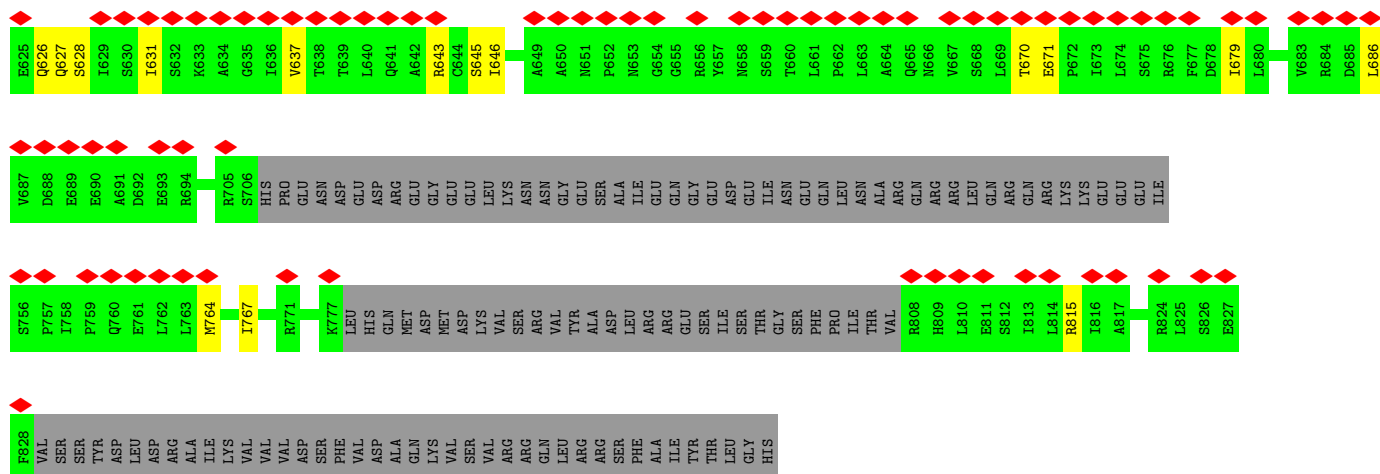 E625 Q626 Q627 S628 I629 S630 I631 S632 K633 A634 G635 I636 V637 T638 T639 L640 Q641 A642 R643 C644 S645 I646 A649 A650 N651 P652 N653 G654 G655 R656 Y657 N658 S659 T660 L661 P662 L663 A664 Q665 N666 V667 S668 L669 T670 E671 P672 I673 L674 S675 R676 F677 D678 I679 L680 V683 R684 D685 L686
V687 D688 E689 E690 A691 D692 E693 R694 R705 S706 HIS PRO GLU ASN ASP GLU ASP ARG GLU GLY GLU GLU LEU LYS ASN ASN GLY GLU SER ALA ILE GLU GLN GLY GLU ASP GLU ILE ASN GLU GLN LEU ASN ALA ARG GLN ARG ARG LEU GLN ARG GLN ARG LYS LYS GLU GLU GLU ILE
S756 P757 I758 P759 Q760 E761 L762 L763 M764 I767 R771 K777 LEU HIS GLN MET ASP MET ASP LYS VAL SER ARG VAL TYR ALA ASP LEU ARG ARG GLU SER ILE SER THR GLY SER PHE PRO ILE THR VAL R808 H809 L810 E811 S812 I813 L814 R815 I816 A817 R824 L825 S826 E827
F828 VAL SER SER TYR ASP LEU ASP ARG ALA ILE LYS VAL VAL VAL ASP SER PHE VAL ASP ALA GLN LYS VAL SER VAL ARG ARG GLN LEU ARG ARG SER PHE ALA ILE TYR THR LEU GLY HIS